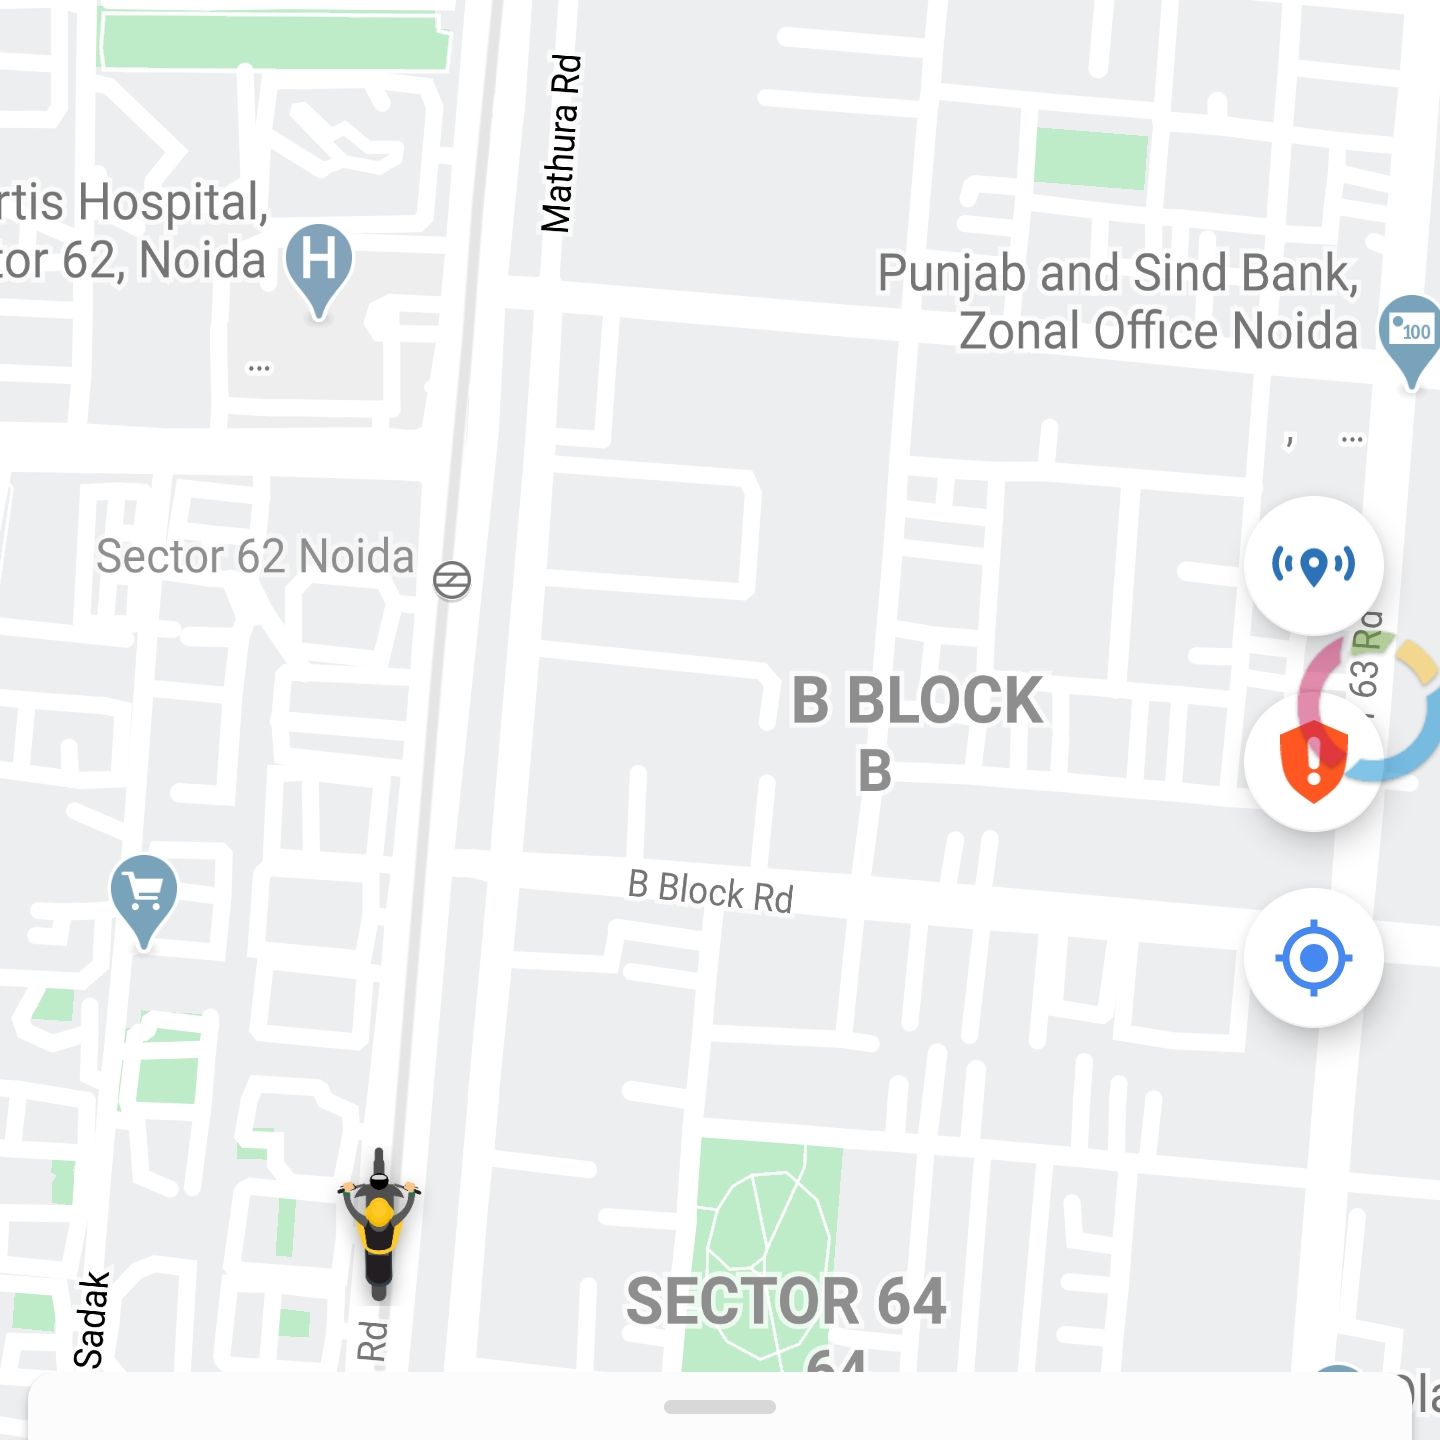 Mathura Rd
rtis Hospital,
tor 62, Noida
H
...
Punjab and Sind Bank,
Zonal Office Noida
100
, ...
Sector 62 Noida
63 Rd
B BLOCK
B
B Block Rd
SECTOR 64
64
Sadak
Rd
Ola